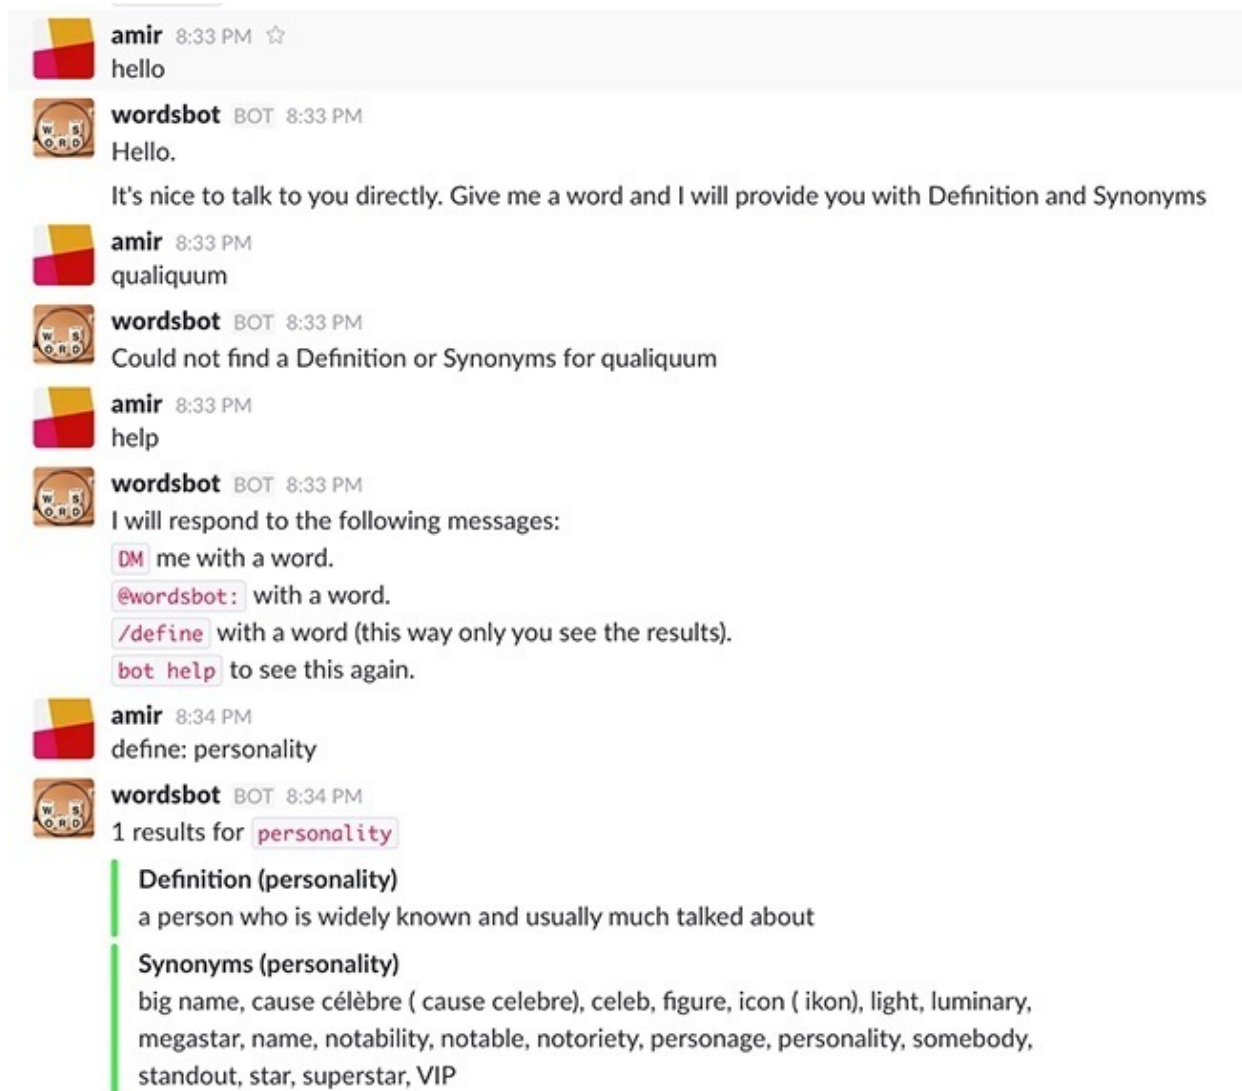 amir 8:33 PM
hello
wordsbot BOT 8:33 PM
Hello.
It's nice to talk to you directly. Give me a word and I will provide you with Definition and Synonyms
amir 8:33 PM
qualiquum
wordsbot BOT 8:33 PM
Could not find a Definition or Synonyms for qualiquum
amir 8:33 PM
help
wordsbot BOT 8:33 PM
I will respond to the following messages:
DM me with a word.
@wordsbot: with a word.
/define with a word (this way only you see the results).
bot help to see this again.
amir 8:34 PM
define: personality
wordsbot BOT 8:34 PM
1 results for personality
Definition (personality)
a person who is widely known and usually much talked about
Synonyms (personality)
big name, cause célèbre ( cause celebre), celeb, figure, icon ( ikon), light, luminary,
megastar, name, notability, notable, notoriety, personage, personality, somebody,
standout, star, superstar, VIP